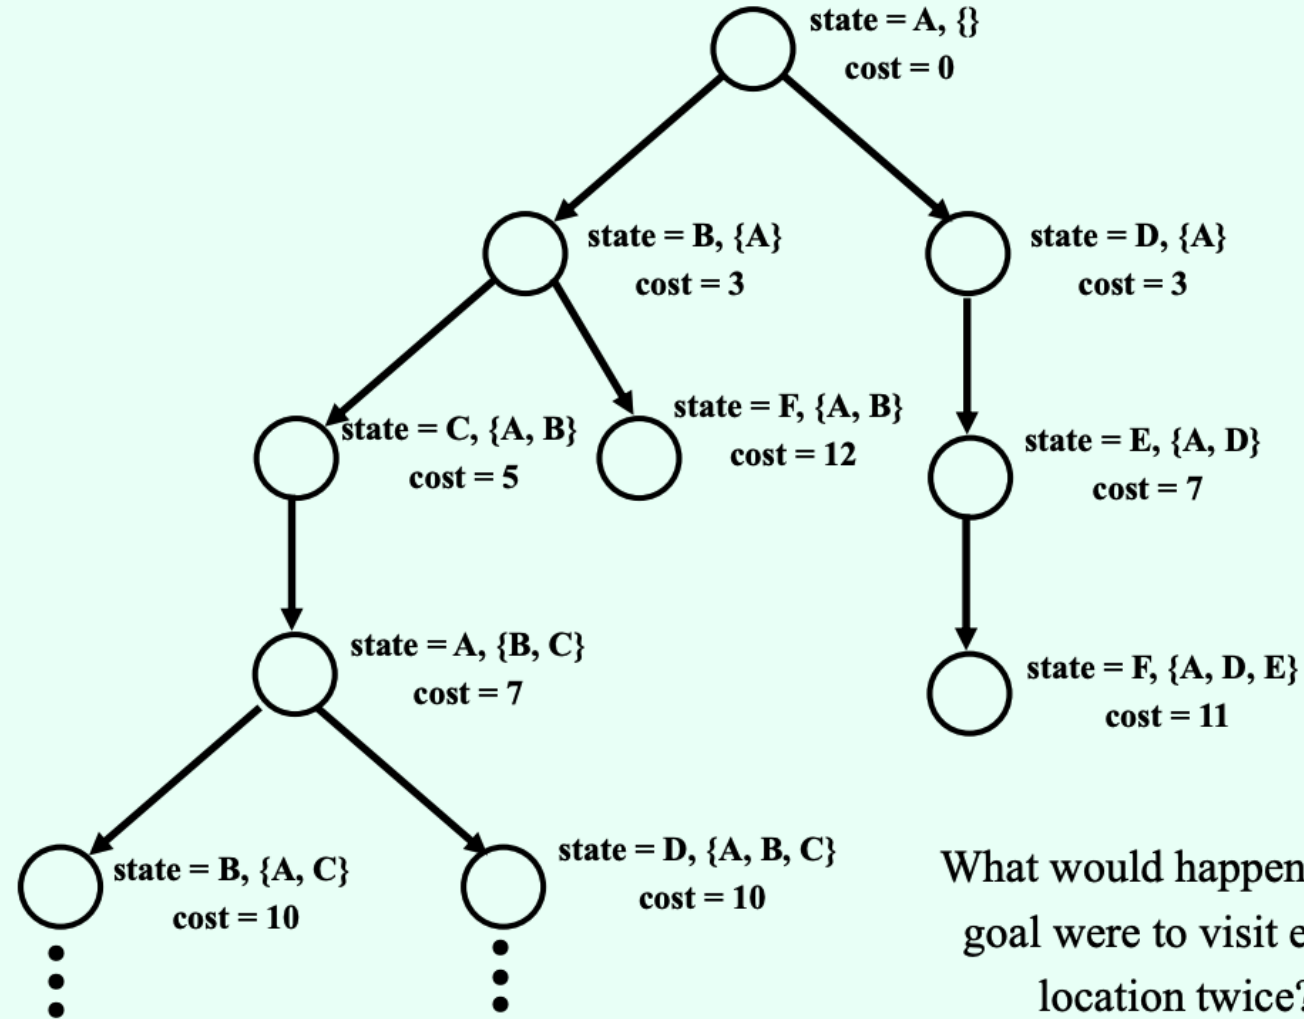 state = A, {}
cost = 0
state = B, {A}
cost = 3
state = D, {A}
cost = 3
state = C, {A, B}
cost = 5
state = F, {A, B}
cost = 12
state = E, {A, D}
cost = 7
state = A, {B, C}
cost = 7
state = F, {A, D, E}
cost = 11
state = B, {A, C}
cost = 10
state = D, {A, B, C}
cost = 10
What would happen
goal were to visit
location twice?